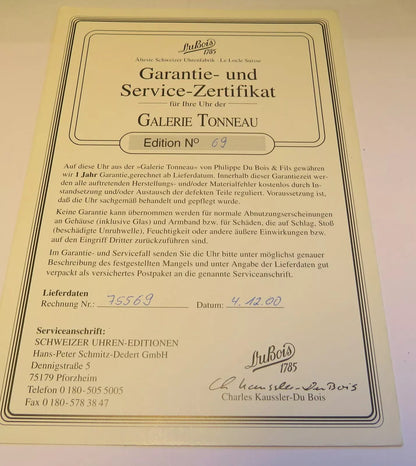 DuBois
1785
Älteste Schweizer Uhrenfabrik · Le Locle Suisse
Garantie- und
Service-Zertifikat
für Ihre Uhr der
GALERIE TONNEAU
Edition No 69
Auf diese Uhr aus der »Galerie Tonneau« von Philippe Du Bois & Fils gewähren
wir 1 Jahr Garantie,gerechnet ab Lieferdatum. Innerhalb dieser Garantiezeit wer-
den alle auftretenden Herstellungs- und/oder Materialfehler kostenlos durch In-
standsetzung und/oder Austausch der defekten Teile reguliert. Voraussetzung ist,
daß die Uhr sachgemäß behandelt und gepflegt wurde.
Keine Garantie kann übernommen werden für normale Abnutzungserscheinungen
an Gehäuse (inklusive Glas) und Armband bzw. für Schäden, die auf Schlag, Stoß
(beschädigte Unruhwelle), Feuchtigkeit oder andere äußere Einwirkungen bzw.
auf den Eingriff Dritter zurückzuführen sind.
Im Garantie- und Servicefall senden Sie die Uhr bitte unter möglichst genauer
Beschreibung des festgestellten Mangels und unter Angabe der Lieferdaten gut
verpackt als versichertes Postpaket an die genannte Serviceanschrift.
Lieferdaten
Rechnung Nr.: 75569 Datum: 4.12.00
Serviceanschrift:
SCHWEIZER UHREN-EDITIONEN
Hans-Peter Schmitz-Dedert GmbH
Dennigstraße 5
75179 Pforzheim
Telefon 0 180-505 5005
Fax 0 180-578 38 47
DuBois
1785
Ch Kaussler-Du Bois
Charles Kaussler-Du Bois